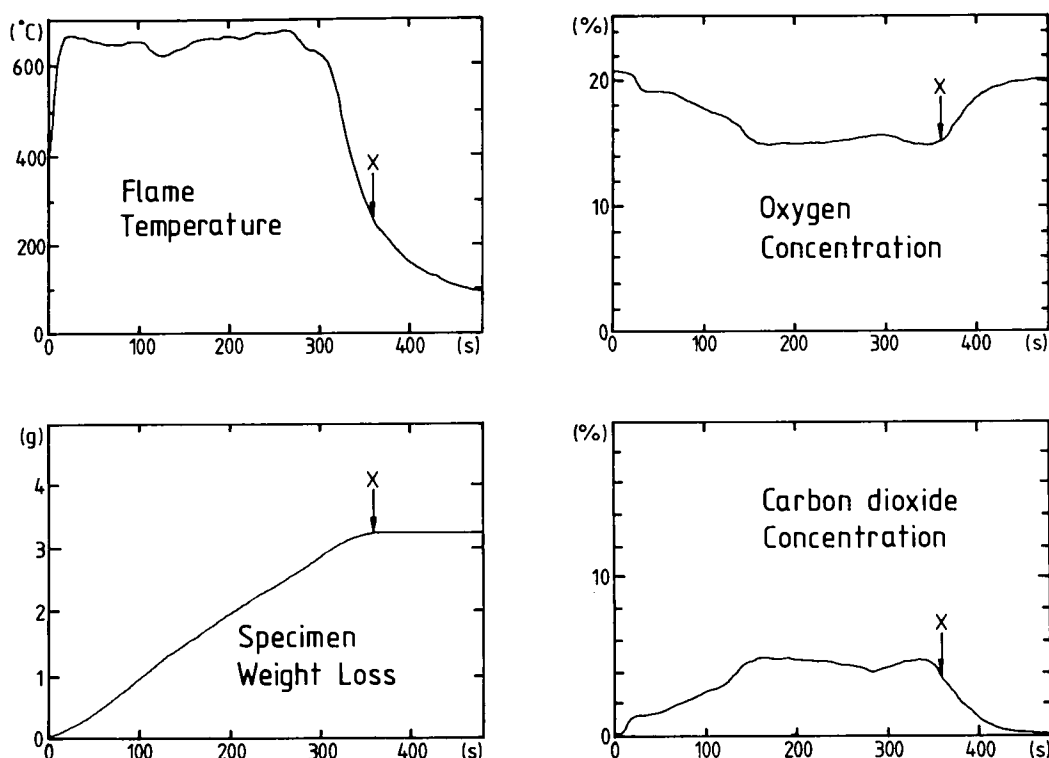 (°C)
600
400
200
0
0 100 200 300 400 (s)
X
Flame
Temperature
(%)
20
10
0
0 100 200 300 400 (s)
X
Oxygen
Concentration
(g)
4
3
2
1
0
0 100 200 300 400 (s)
X
Specimen
Weight Loss
(%)
10
0
0 100 200 300 400 (s)
X
Carbon dioxide
Concentration